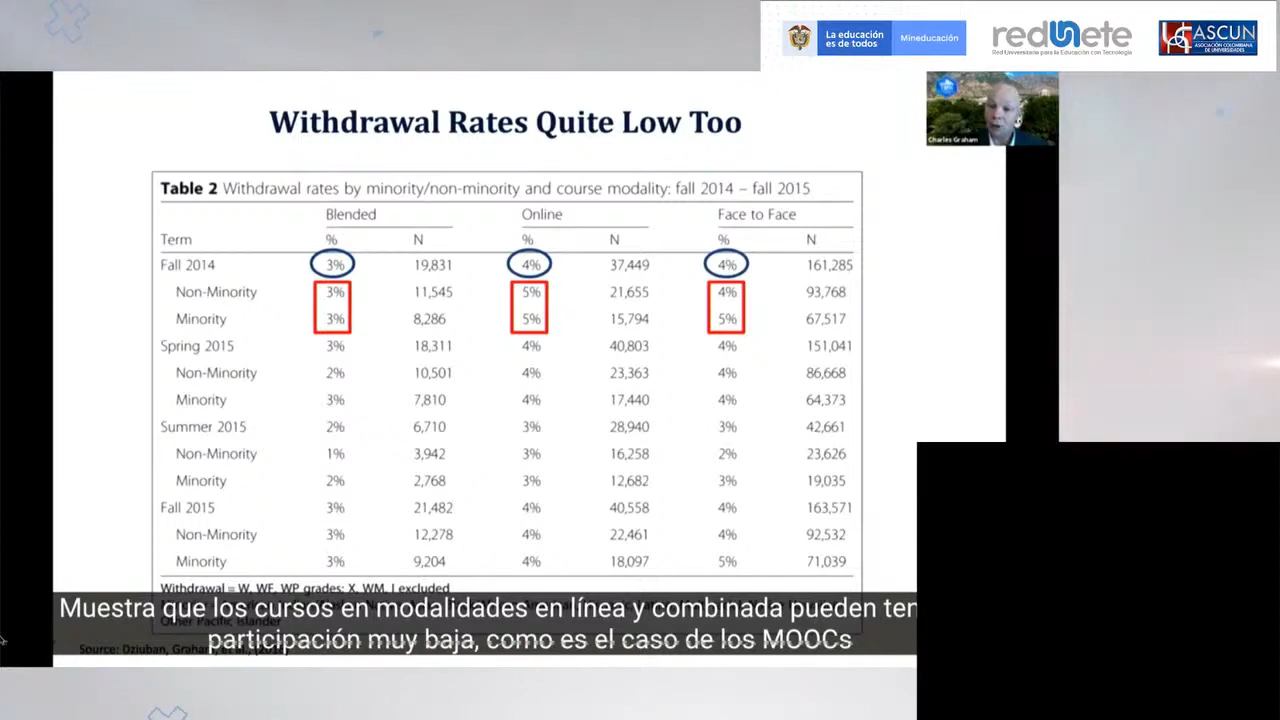 La educación
es de todos
Mineducación
redunete
Red Universitaria para la Educación con Tecnología
ASCUN
ASOCIACIÓN COLOMBIANA
DE UNIVERSIDADES
Charles Graham
Withdrawal Rates Quite Low Too
Table 2 Withdrawal rates by minority/non-minority and course modality: fall 2014 – fall 2015
Blended Online Face to Face
Term % N % N % N
Fall 2014 3% 19,831 4% 37,449 4% 161,285
Non-Minority 3% 11,545 5% 21,655 4% 93,768
Minority 3% 8,286 5% 15,794 5% 67,517
Spring 2015 3% 18,311 4% 40,803 4% 151,041
Non-Minority 2% 10,501 4% 23,363 4% 86,668
Minority 3% 7,810 4% 17,440 4% 64,373
Summer 2015 2% 6,710 3% 28,940 3% 42,661
Non-Minority 1% 3,942 3% 16,258 2% 23,626
Minority 2% 2,768 3% 12,682 3% 19,035
Fall 2015 3% 21,482 4% 40,558 4% 163,571
Non-Minority 3% 12,278 4% 22,461 4% 92,532
Minority 3% 9,204 4% 18,097 5% 71,039
Withdrawal = W, WF, WP grades; X, WM, I excluded
Muestra que los cursos en modalidades en línea y combinada pueden ten
Other Pacific Islander
participación muy baja, como es el caso de los MOOCs
Source: Dziuban, Graham,